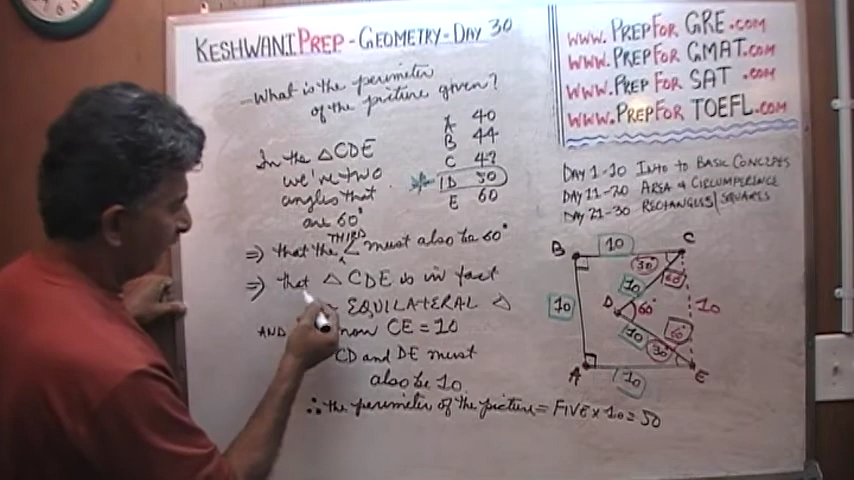 KESHWANI PREP - GEOMETRY - DAY 30
- What is the perimeter
of the picture given?
A 40
B 44
C 48
D 50
E 60
In the △CDE
we're two
angles that
are 60°
⇒ that the THIRD ∠ must also be 60°
⇒ that △ CDE is in fact
EQUILATERAL △
AND now CE = 10
CD and DE must
also be 10.
∴ the perimeter of the picture = FIVE × 10 = 50
www.PREPFOR GRE.com
www.PREPFOR GMAT.com
www.PREP FOR SAT .com
www.PREPFOR TOEFL.com
DAY 1-10 INTO TO BASIC CONCEPTS
DAY 11-20 AREA & CIRCUMFERENCE
DAY 21-30 RECTANGLES/SQUARES
B 10 C
30° 60°
10
10 D 60° 10
10 60°
30°
A 10 E